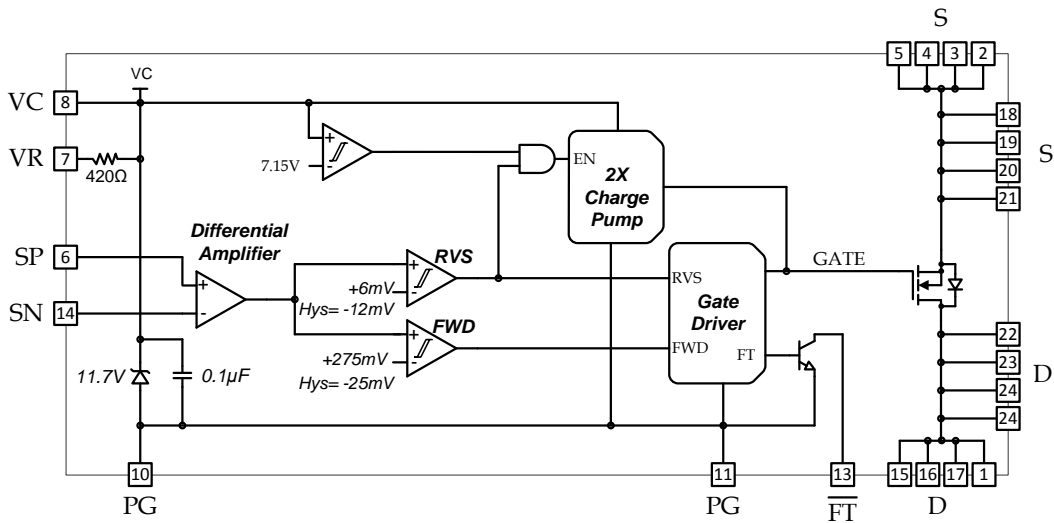 S
5 4 3 2
VC
VC 8
VR 7
420Ω
7.15V
+
-
EN
2X
Charge
Pump
18
19
S
20
21
Differential
Amplifier
SP 6
SN 14
+
-
RVS
+
-
+6mV
Hys= -12mV
FWD
+
-
+275mV
Hys= -25mV
RVS
Gate
Driver
FWD
FT
GATE
22
23
D
24
24
11.7V
0.1µF
10
11
13
15 16 17 1
PG
PG
FT
D